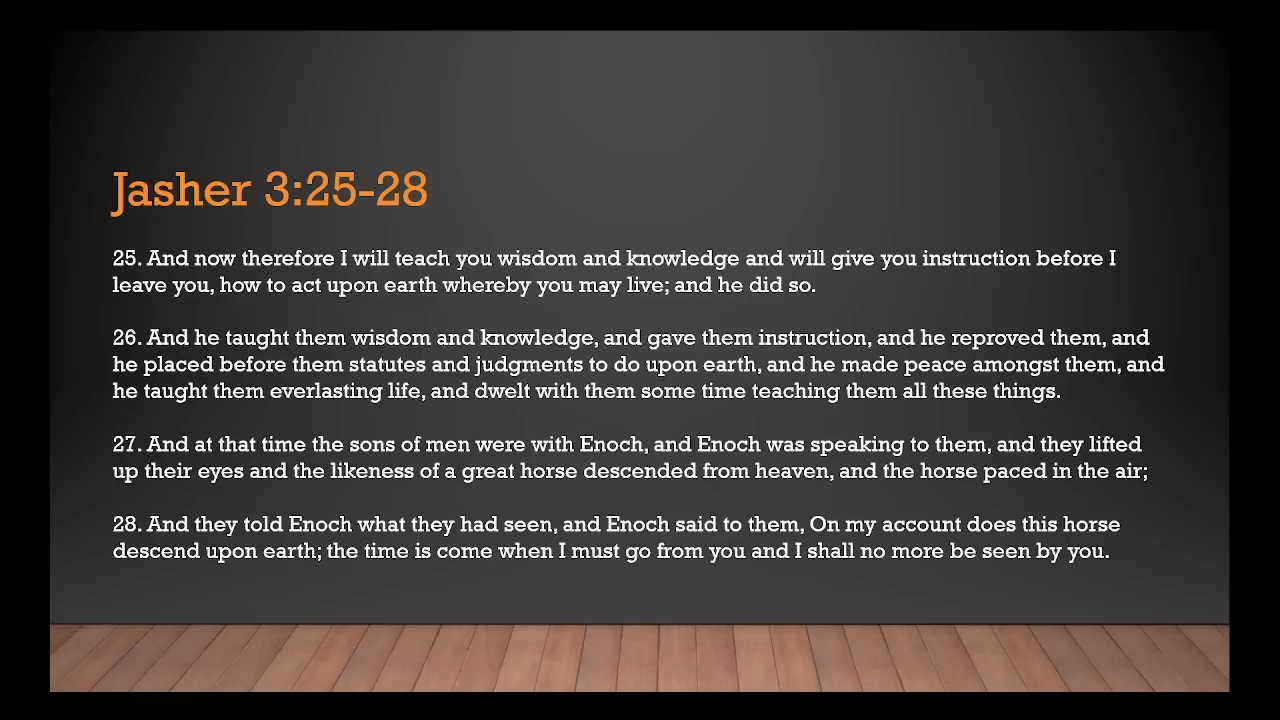 Jasher 3:25-28
25. And now therefore I will teach you wisdom and knowledge and will give you instruction before I
leave you, how to act upon earth whereby you may live; and he did so.
26. And he taught them wisdom and knowledge, and gave them instruction, and he reproved them, and
he placed before them statutes and judgments to do upon earth, and he made peace amongst them, and
he taught them everlasting life, and dwelt with them some time teaching them all these things.
27. And at that time the sons of men were with Enoch, and Enoch was speaking to them, and they lifted
up their eyes and the likeness of a great horse descended from heaven, and the horse paced in the air;
28. And they told Enoch what they had seen, and Enoch said to them, On my account does this horse
descend upon earth; the time is come when I must go from you and I shall no more be seen by you.